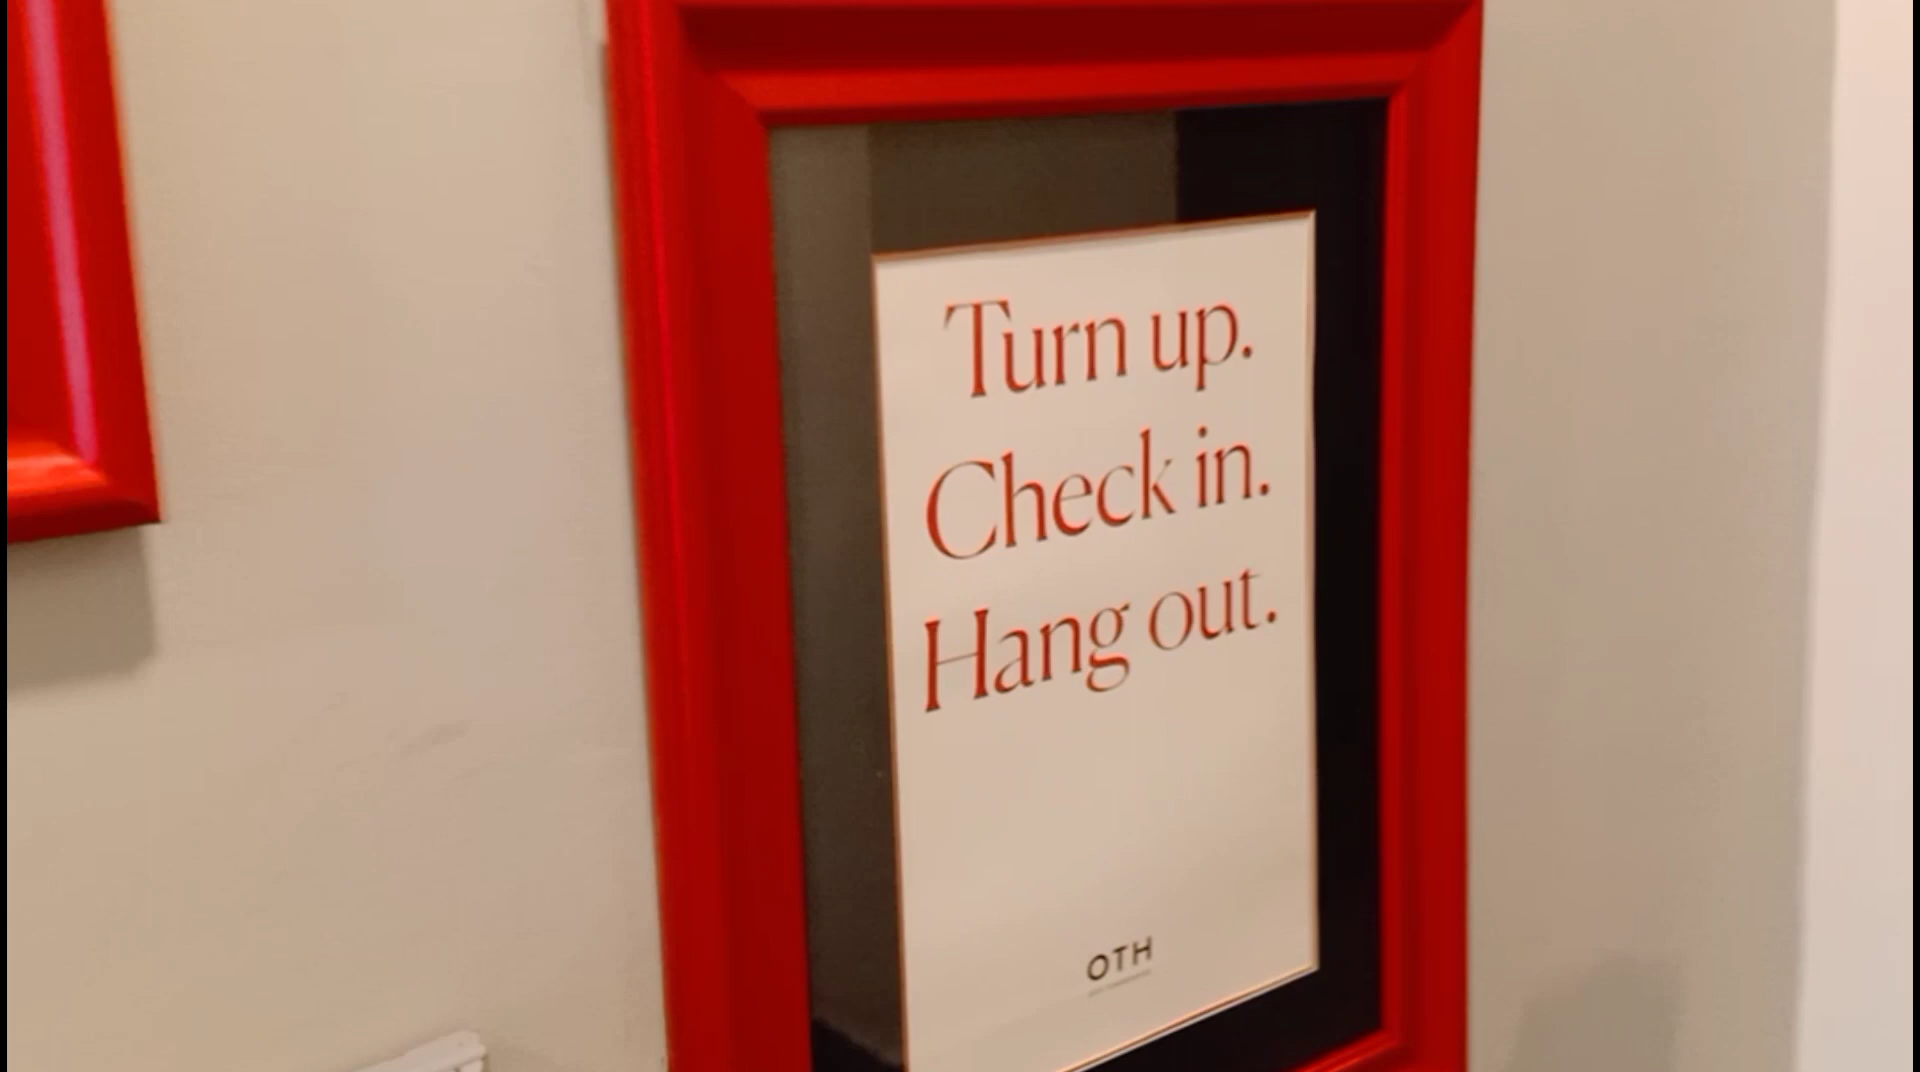 Turn up.
Check in.
Hang out.
OTH